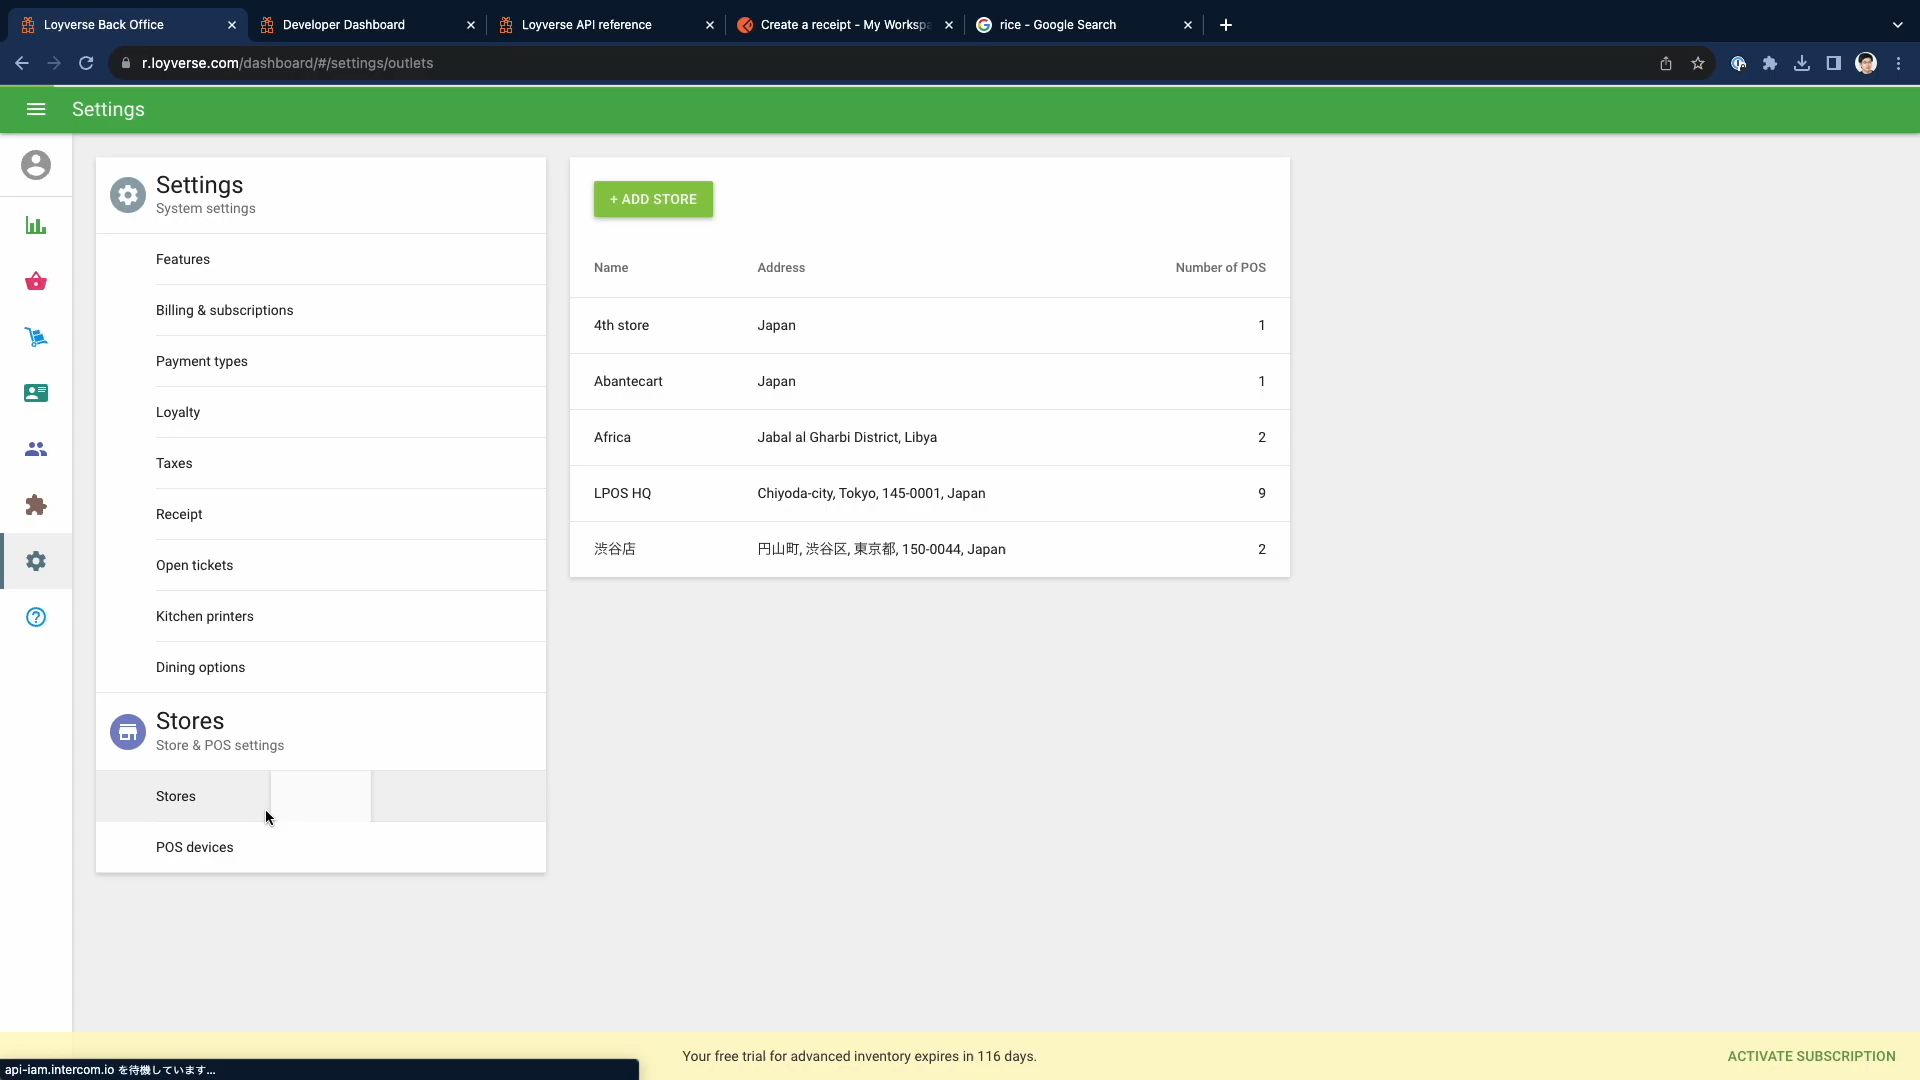 Loyverse Back Office
Developer Dashboard
Loyverse API reference
Create a receipt - My Workspa
rice - Google Search
r.loyverse.com/dashboard/#/settings/outlets
Settings
Settings
System settings
Features
Billing & subscriptions
Payment types
Loyalty
Taxes
Receipt
Open tickets
Kitchen printers
Dining options
Stores
Store & POS settings
Stores
POS devices
+ ADD STORE
Name Address Number of POS
4th store Japan 1
Abantecart Japan 1
Africa Jabal al Gharbi District, Libya 2
LPOS HQ Chiyoda-city, Tokyo, 145-0001, Japan 9
渋谷店 円山町, 渋谷区, 東京都, 150-0044, Japan 2
Your free trial for advanced inventory expires in 116 days.
ACTIVATE SUBSCRIPTION
api-iam.intercom.io を待機しています...